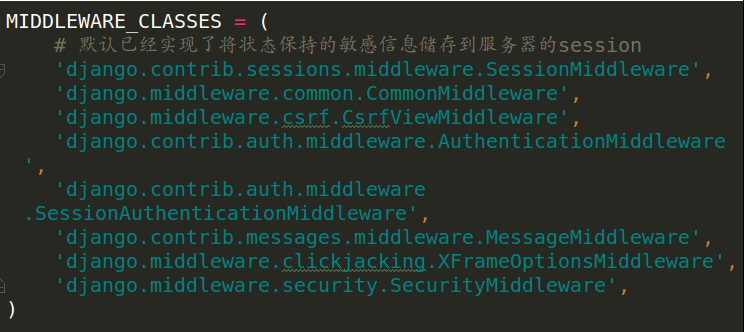 MIDDLEWARE_CLASSES = (
# 默认已经实现了将状态保持的敏感信息储存到服务器的session
'django.contrib.sessions.middleware.SessionMiddleware',
'django.middleware.common.CommonMiddleware',
'django.middleware.csrf.CsrfViewMiddleware',
'django.contrib.auth.middleware.AuthenticationMiddleware
',
'django.contrib.auth.middleware
.SessionAuthenticationMiddleware',
'django.contrib.messages.middleware.MessageMiddleware',
'django.middleware.clickjacking.XFrameOptionsMiddleware',
'django.middleware.security.SecurityMiddleware',
)